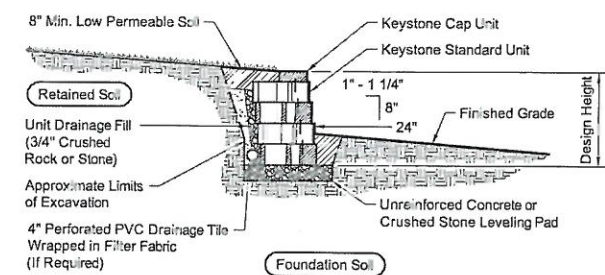 8" Min. Low Permeable Soil
Keystone Cap Unit
Keystone Standard Unit
1" - 1 1/4"
8"
24"
Retained Soil
Finished Grade
Design Height
Unit Drainage Fill
(3/4" Crushed
Rock or Stone)
Approximate Limits
of Excavation
Unreinforced Concrete or
Crushed Stone Leveling Pad
4" Perforated PVC Drainage Tile
Wrapped in Filter Fabric
(If Required)
Foundation Soil